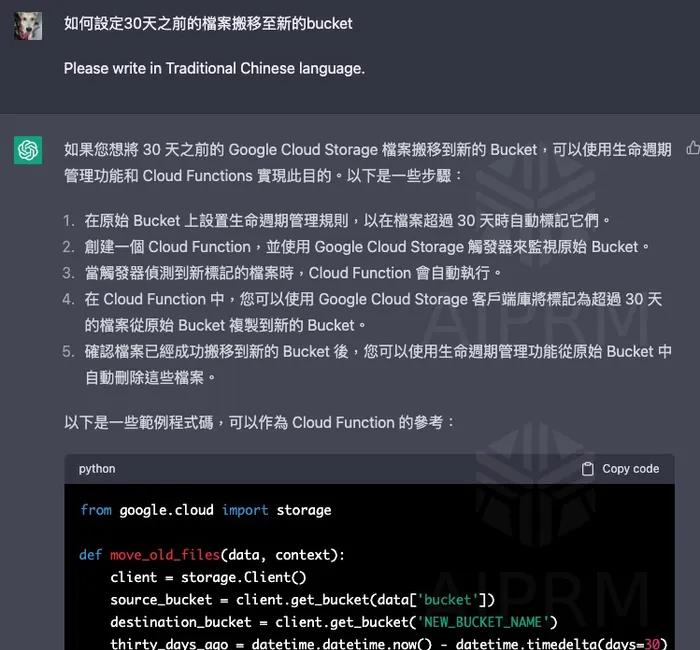 如何設定30天之前的檔案搬移至新的bucket
Please write in Traditional Chinese language.
如果您想將 30 天之前的 Google Cloud Storage 檔案搬移到新的 Bucket，可以使用生命週期
管理功能和 Cloud Functions 實現此目的。以下是一些步驟：
1. 在原始 Bucket 上設置生命週期管理規則，以在檔案超過 30 天時自動標記它們。
2. 創建一個 Cloud Function，並使用 Google Cloud Storage 觸發器來監視原始 Bucket。
3. 當觸發器偵測到新標記的檔案時，Cloud Function 會自動執行。
4. 在 Cloud Function 中，您可以使用 Google Cloud Storage 客戶端庫將標記為超過 30 天
的檔案從原始 Bucket 複製到新的 Bucket。
5. 確認檔案已經成功搬移到新的 Bucket 後，您可以使用生命週期管理功能從原始 Bucket 中
自動刪除這些檔案。
AIPRM
以下是一些範例程式碼，可以作為 Cloud Function 的參考：
python
Copy code
from google.cloud import storage
def move_old_files(data, context):
    client = storage.Client()
    source_bucket = client.get_bucket(data['bucket'])
    destination_bucket = client.get_bucket('NEW_BUCKET_NAME')
    thirty_days_ago = datetime.datetime.now() - datetime.timedelta(days=30)
AIPRM